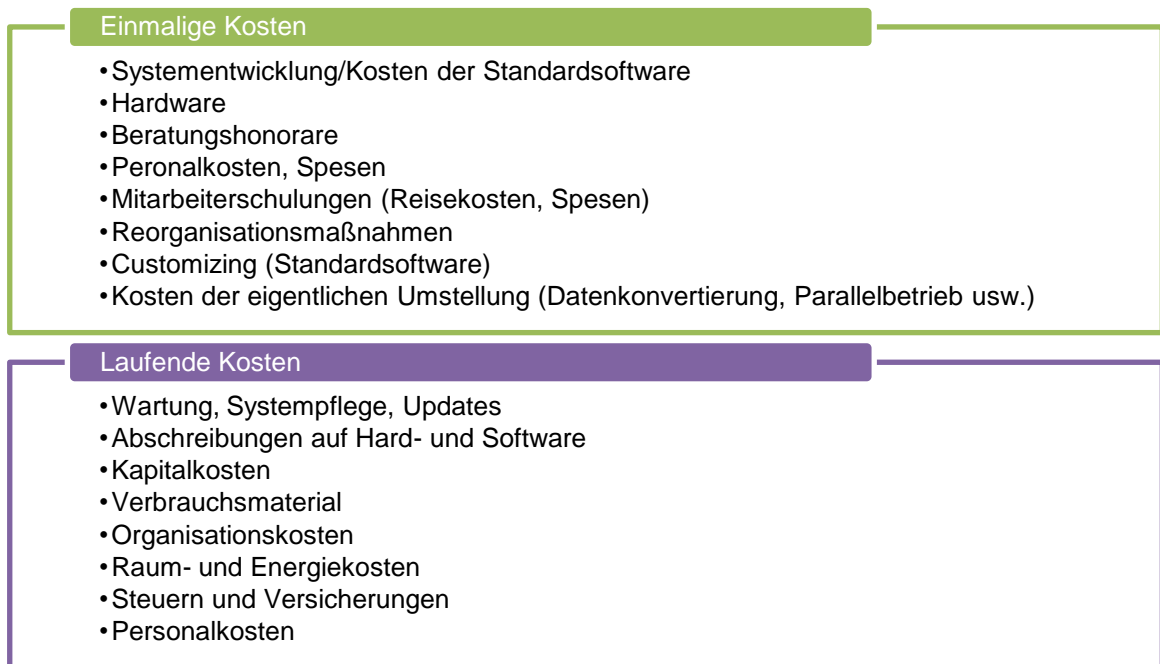 Einmalige Kosten
•Systementwicklung/Kosten der Standardsoftware
•Hardware
•Beratungshonorare
•Peronalkosten, Spesen
•Mitarbeiterschulungen (Reisekosten, Spesen)
•Reorganisationsmaßnahmen
•Customizing (Standardsoftware)
•Kosten der eigentlichen Umstellung (Datenkonvertierung, Parallelbetrieb usw.)
Laufende Kosten
•Wartung, Systempflege, Updates
•Abschreibungen auf Hard- und Software
•Kapitalkosten
•Verbrauchsmaterial
•Organisationskosten
•Raum- und Energiekosten
•Steuern und Versicherungen
•Personalkosten